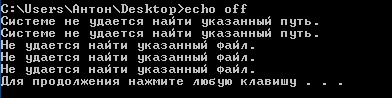 C:\Users\Антон\Desktop>echo off
Системе не удается найти указанный путь.
Системе не удается найти указанный путь.
Не удается найти указанный файл.
Не удается найти указанный файл.
Не удается найти указанный файл.
Для продолжения нажмите любую клавишу . . .